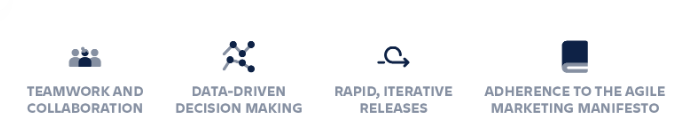 TEAMWORK AND
COLLABORATION
DATA-DRIVEN
DECISION MAKING
RAPID, ITERATIVE
RELEASES
ADHERENCE TO THE AGILE
MARKETING MANIFESTO